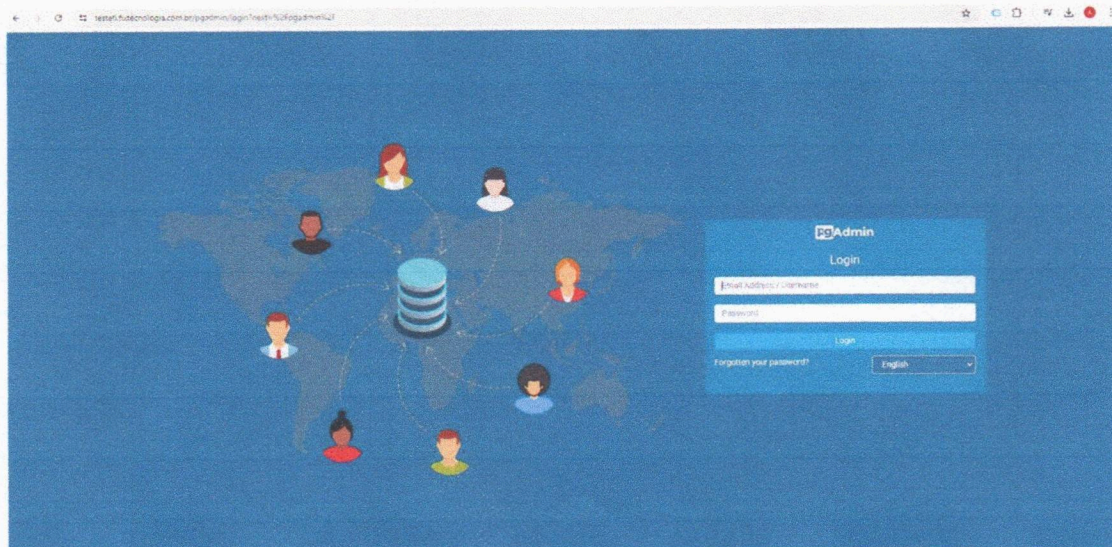 pgAdmin
Login
Email Address / Username
Password
Login
Forgotten your password?
English